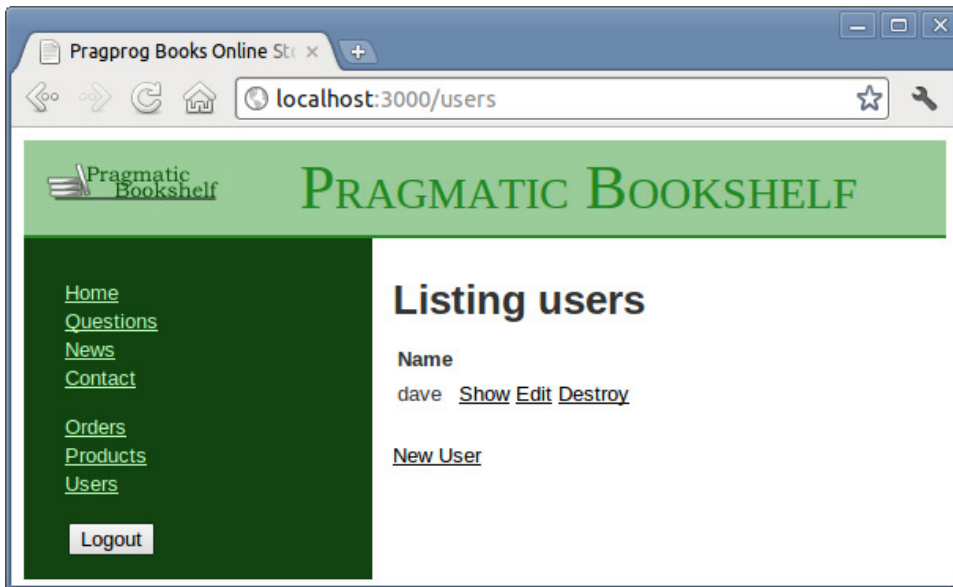 Pragprog Books Online Sto
localhost:3000/users
Pragmatic
Bookshelf
PRAGMATIC BOOKSHELF
Home
Questions
News
Contact
Orders
Products
Users
Logout
Listing users
Name
dave Show Edit Destroy
New User